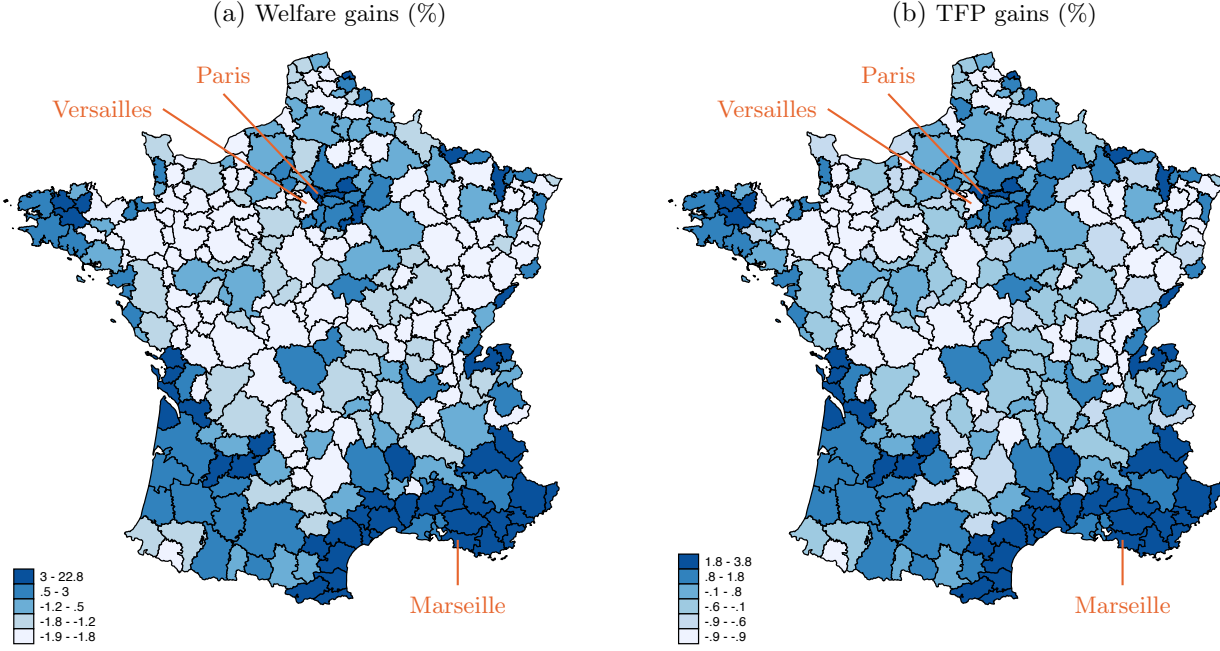 (a) Welfare gains (%)
Paris
Versailles
Marseille
3 - 22.8
.5 - 3
-1.2 - .5
-1.8 - -1.2
-1.9 - -1.8
(b) TFP gains (%)
Paris
Versailles
Marseille
1.8 - 3.8
.8 - 1.8
-.1 - .8
-.6 - -.1
-.9 - -.6
-.9 - -.9